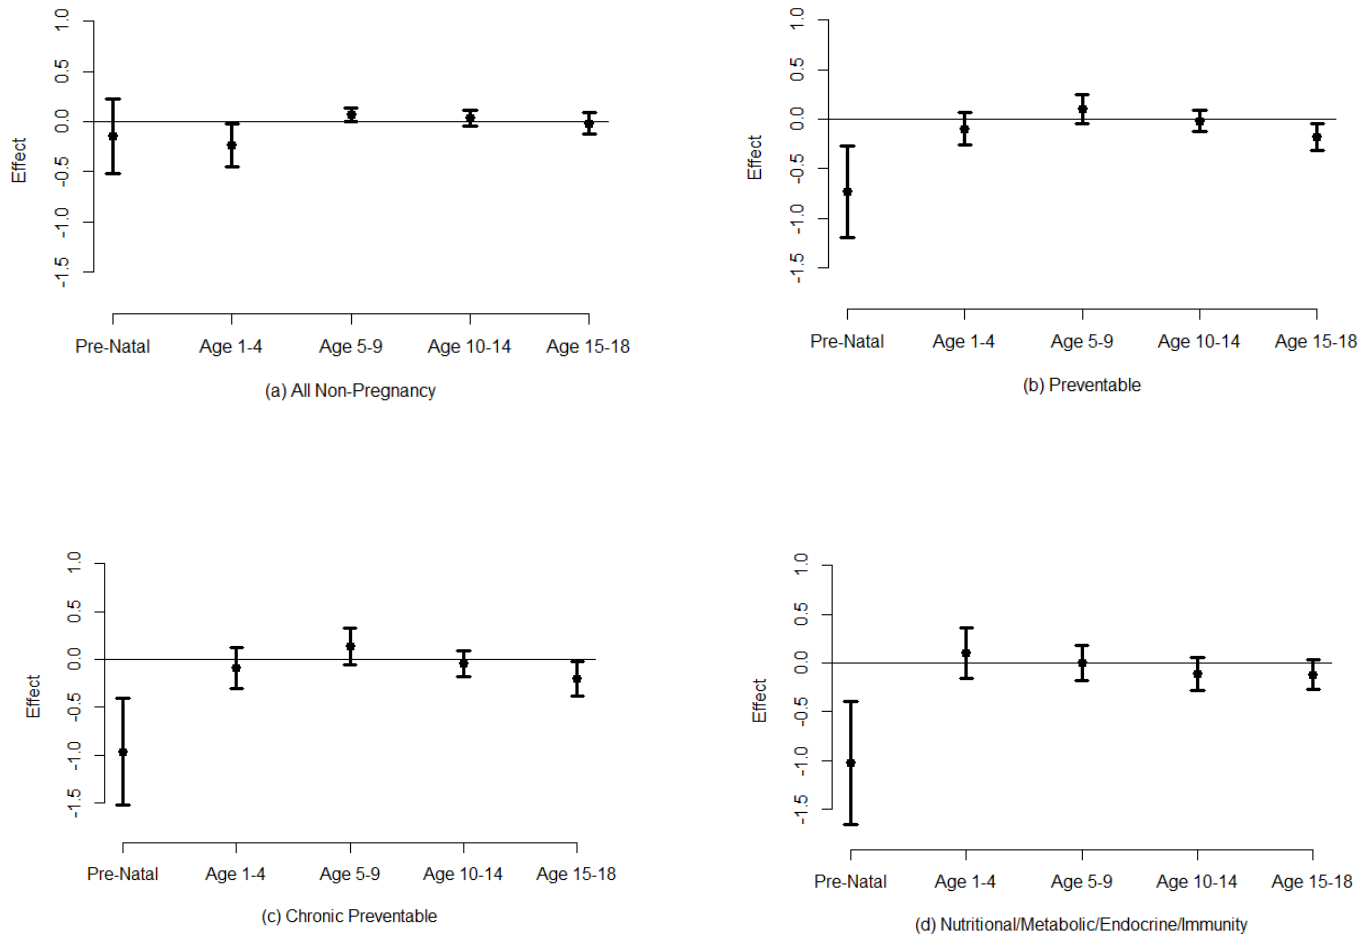 1.0
0.5
0.0
-0.5
-1.0
-1.5
Effect
Pre-Natal Age 1-4 Age 5-9 Age 10-14 Age 15-18
(a) All Non-Pregnancy
1.0
0.5
0.0
-0.5
-1.0
-1.5
Effect
Pre-Natal Age 1-4 Age 5-9 Age 10-14 Age 15-18
(b) Preventable
1.0
0.5
0.0
-0.5
-1.0
-1.5
Effect
Pre-Natal Age 1-4 Age 5-9 Age 10-14 Age 15-18
(c) Chronic Preventable
1.0
0.5
0.0
-0.5
-1.0
-1.5
Effect
Pre-Natal Age 1-4 Age 5-9 Age 10-14 Age 15-18
(d) Nutritional/Metabolic/Endocrine/Immunity